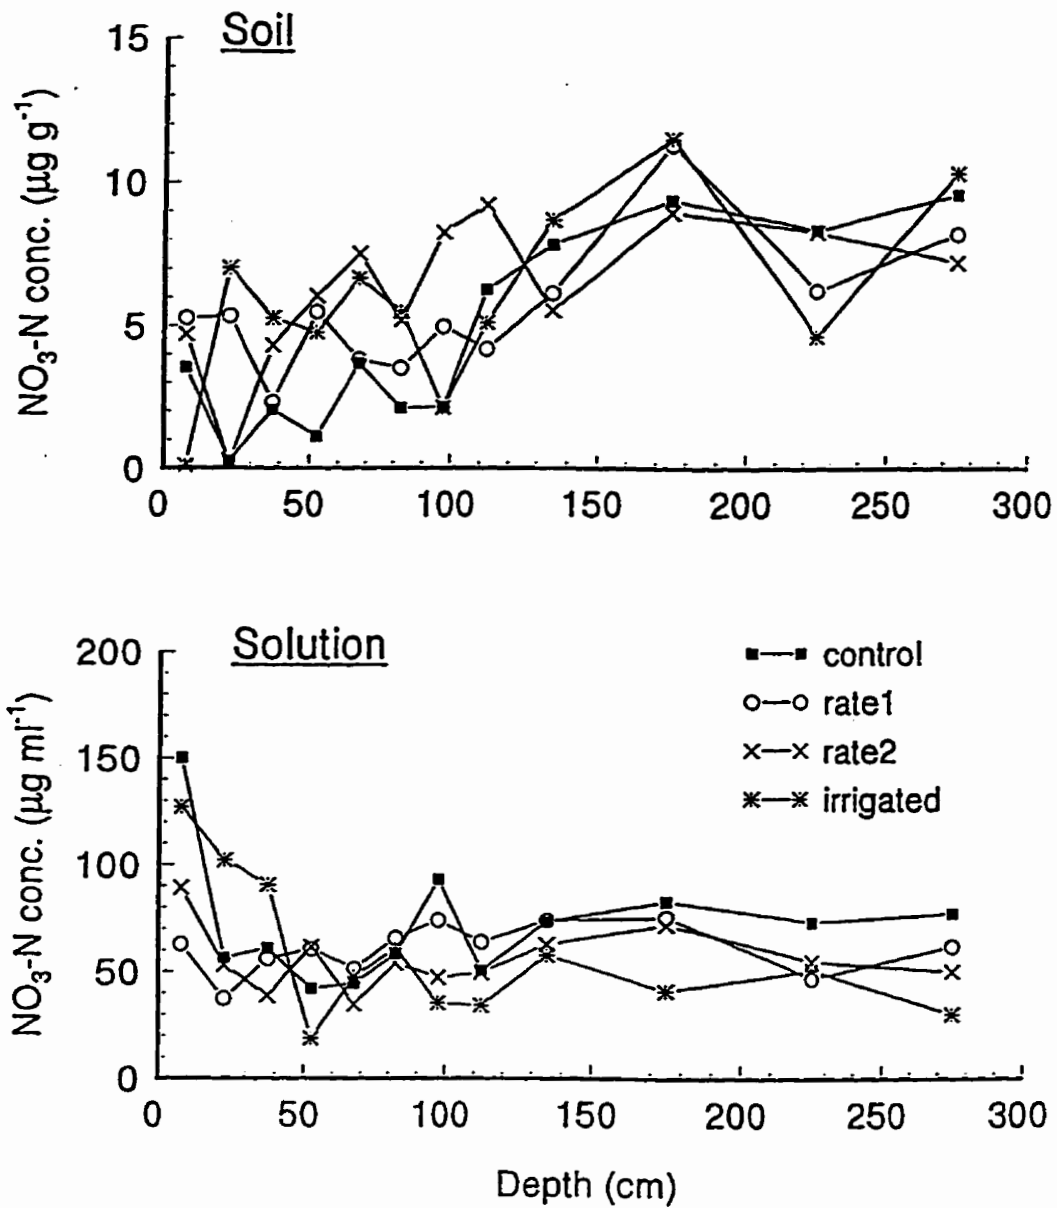 Soil
15
10
5
0
NO₃-N conc. (µg g⁻¹)
0 50 100 150 200 250 300
Solution
200
150
100
50
0
NO₃-N conc. (µg ml⁻¹)
control
rate1
rate2
irrigated
0 50 100 150 200 250 300
Depth (cm)